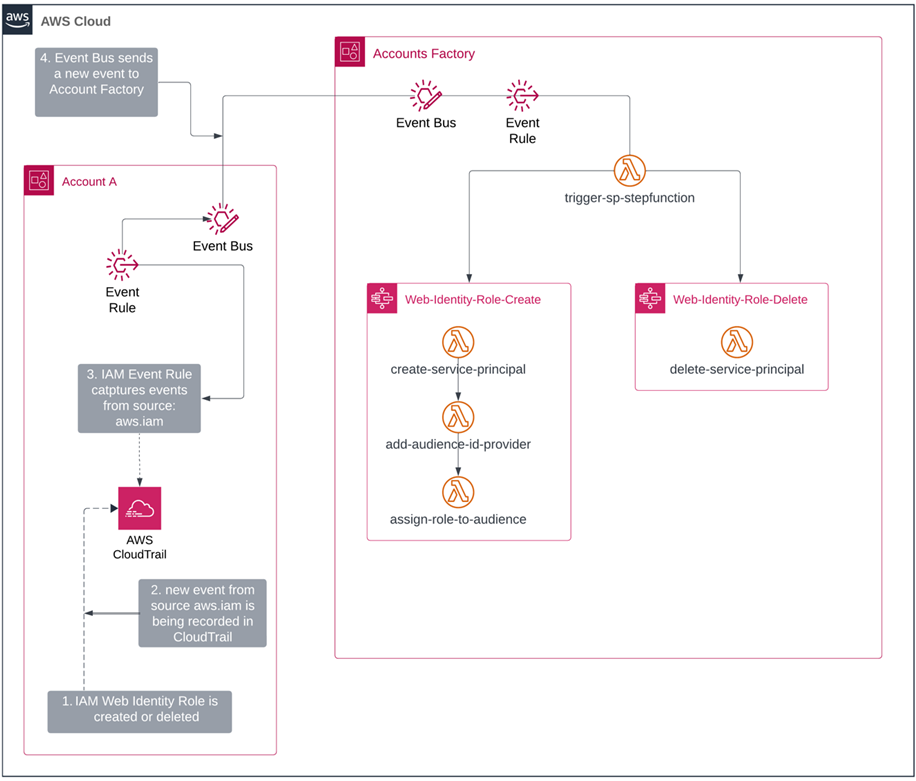 aws
AWS Cloud
4. Event Bus sends
a new event to
Account Factory
Accounts Factory
Event Bus
Event
Rule
trigger-sp-stepfunction
Account A
Event Bus
Event
Rule
Web-Identity-Role-Create
create-service-principal
add-audience-id-provider
assign-role-to-audience
Web-Identity-Role-Delete
delete-service-principal
3. IAM Event Rule
catptures events
from source:
aws.iam
AWS
CloudTrail
2. new event from
source aws.iam is
being recorded in
CloudTrail
1. IAM Web Identity Role is
created or deleted